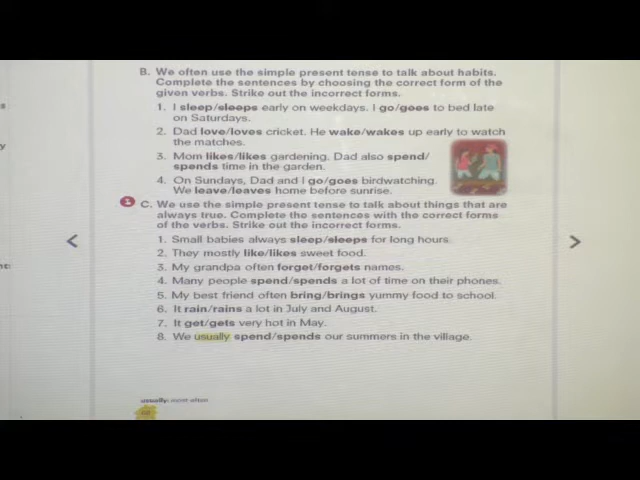 B. We often use the simple present tense to talk about habits.
Complete the sentences by choosing the correct form of the
given verbs. Strike out the incorrect forms.
1. I sleep/sleeps early on weekdays. I go/goes to bed late
on Saturdays.
2. Dad love/loves cricket. He wake/wakes up early to watch
the matches.
3. Mom likes/likes gardening. Dad also spend/
spends time in the garden.
4. On Sundays, Dad and I go/goes birdwatching.
We leave/leaves home before sunrise.
C. We use the simple present tense to talk about things that are
always true. Complete the sentences with the correct forms
of the verbs. Strike out the incorrect forms.
1. Small babies always sleep/sleeps for long hours.
2. They mostly like/likes sweet food.
3. My grandpa often forget/forgets names.
4. Many people spend/spends a lot of time on their phones.
5. My best friend often bring/brings yummy food to school.
6. It rain/rains a lot in July and August.
7. It get/gets very hot in May.
8. We usually spend/spends our summers in the village.
usually: most often